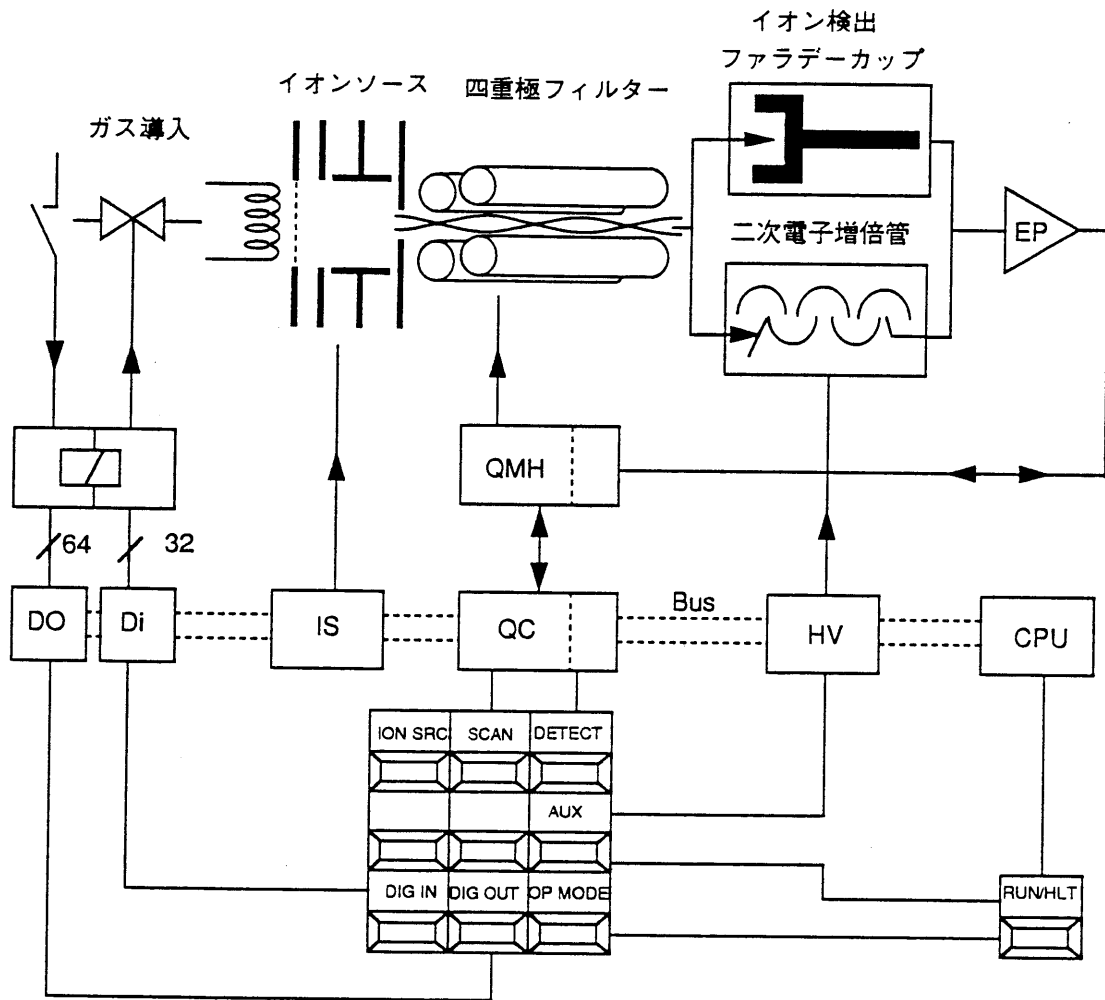 イオン検出
ファラデーカップ
イオンソース
四重極フィルター
ガス導入
二次電子増倍管
EP
QMH
64
32
DO
Di
IS
QC
Bus
HV
CPU
ION SRC
SCAN
DETECT
AUX
DIG IN
DIG OUT
OP MODE
RUN/HLT